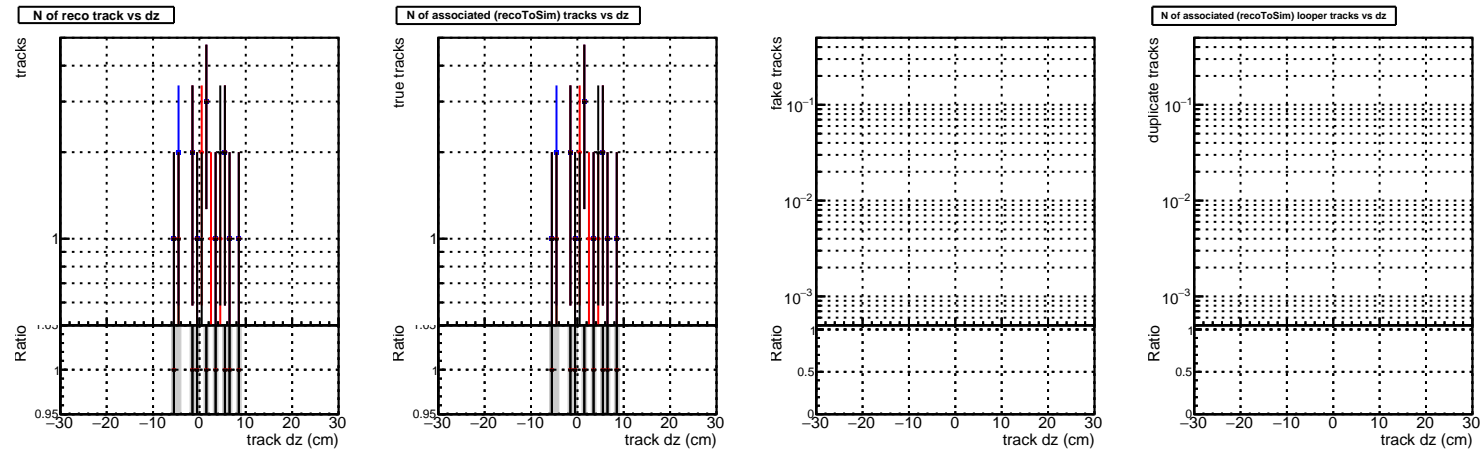 N of reco track vs dz
tracks
1
1.05
Ratio
1
0.95
−30 −20 −10 0 10 20 30
track dz (cm)
N of associated (recoToSim) tracks vs dz
true tracks
1
1.05
Ratio
1
0.95
−30 −20 −10 0 10 20 30
track dz (cm)
fake tracks
10−1
10−2
10−3
Ratio
1
0.5
0
−30 −20 −10 0 10 20 30
track dz (cm)
N of associated (recoToSim) looper tracks vs dz
duplicate tracks
10−1
10−2
10−3
Ratio
1
0.5
0
−30 −20 −10 0 10 20 30
track dz (cm)